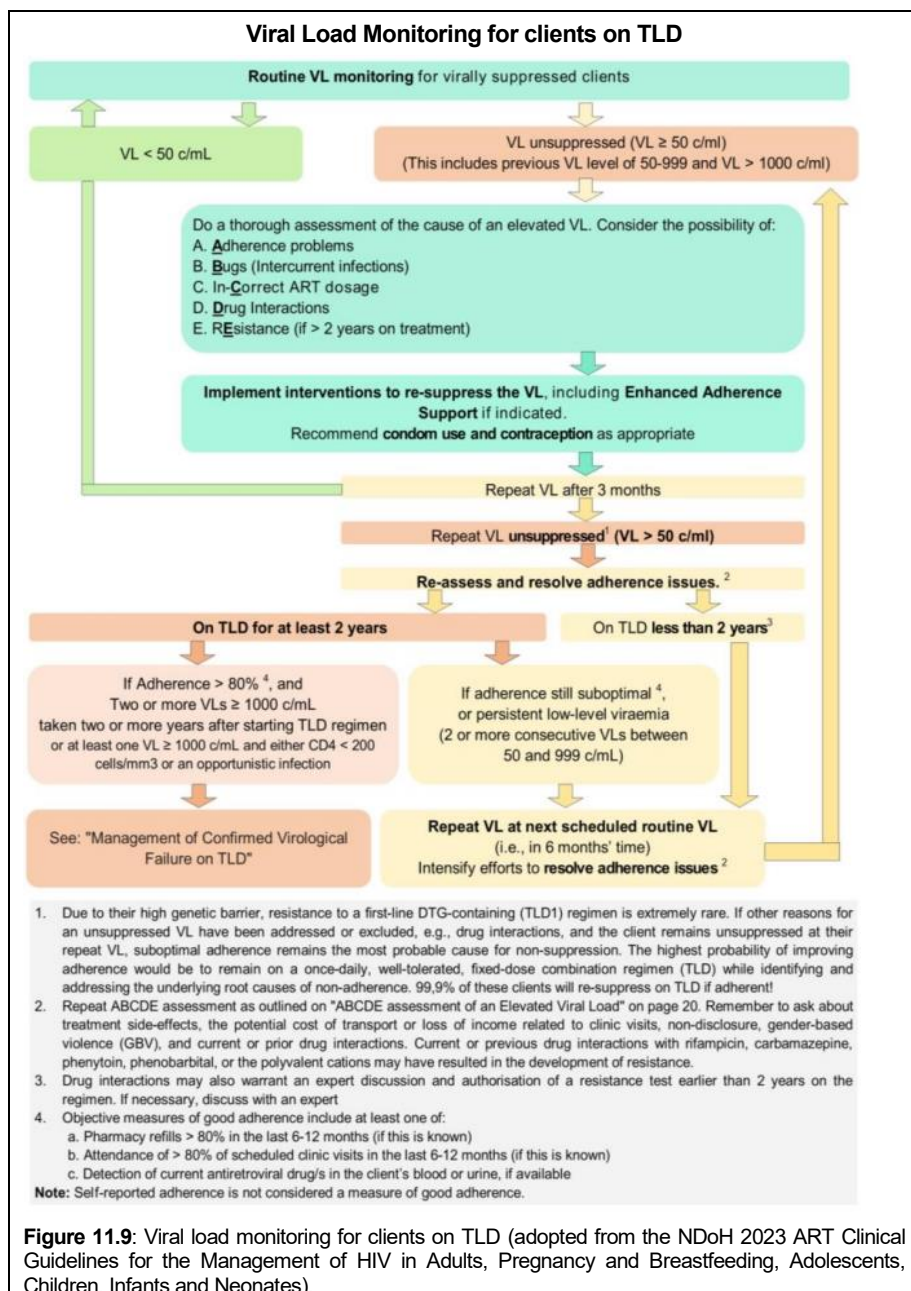 Viral Load Monitoring for clients on TLD
Routine VL monitoring for virally suppressed clients
VL < 50 c/mL
VL unsuppressed (VL ≥ 50 c/ml)
(This includes previous VL level of 50-999 and VL > 1000 c/ml)
Do a thorough assessment of the cause of an elevated VL. Consider the possibility of:
A. Adherence problems
B. Bugs (Intercurrent infections)
C. In-Correct ART dosage
D. Drug Interactions
E. REsistance (if > 2 years on treatment)
Implement interventions to re-suppress the VL, including Enhanced Adherence
Support if indicated.
Recommend condom use and contraception as appropriate
Repeat VL after 3 months
Repeat VL unsuppressed¹ (VL > 50 c/ml)
Re-assess and resolve adherence issues. ²
On TLD for at least 2 years
On TLD less than 2 years³
If Adherence > 80% ⁴, and
Two or more VLs ≥ 1000 c/mL
taken two or more years after starting TLD regimen
or at least one VL ≥ 1000 c/mL and either CD4 < 200
cells/mm3 or an opportunistic infection
If adherence still suboptimal ⁴,
or persistent low-level viraemia
(2 or more consecutive VLs between
50 and 999 c/mL)
See: "Management of Confirmed Virological
Failure on TLD"
Repeat VL at next scheduled routine VL
(i.e., in 6 months' time)
Intensify efforts to resolve adherence issues ²
1. Due to their high genetic barrier, resistance to a first-line DTG-containing (TLD1) regimen is extremely rare. If other reasons for
an unsuppressed VL have been addressed or excluded, e.g., drug interactions, and the client remains unsuppressed at their
repeat VL, suboptimal adherence remains the most probable cause for non-suppression. The highest probability of improving
adherence would be to remain on a once-daily, well-tolerated, fixed-dose combination regimen (TLD) while identifying and
addressing the underlying root causes of non-adherence. 99,9% of these clients will re-suppress on TLD if adherent!
2. Repeat ABCDE assessment as outlined on "ABCDE assessment of an Elevated Viral Load" on page 20. Remember to ask about
treatment side-effects, the potential cost of transport or loss of income related to clinic visits, non-disclosure, gender-based
violence (GBV), and current or prior drug interactions. Current or previous drug interactions with rifampicin, carbamazepine,
phenytoin, phenobarbital, or the polyvalent cations may have resulted in the development of resistance.
3. Drug interactions may also warrant an expert discussion and authorisation of a resistance test earlier than 2 years on the
regimen. If necessary, discuss with an expert
4. Objective measures of good adherence include at least one of:
a. Pharmacy refills > 80% in the last 6-12 months (if this is known)
b. Attendance of > 80% of scheduled clinic visits in the last 6-12 months (if this is known)
c. Detection of current antiretroviral drug/s in the client's blood or urine, if available
Note: Self-reported adherence is not considered a measure of good adherence.
Figure 11.9: Viral load monitoring for clients on TLD (adopted from the NDoH 2023 ART Clinical
Guidelines for the Management of HIV in Adults, Pregnancy and Breastfeeding, Adolescents,
Children, Infants and Neonates)